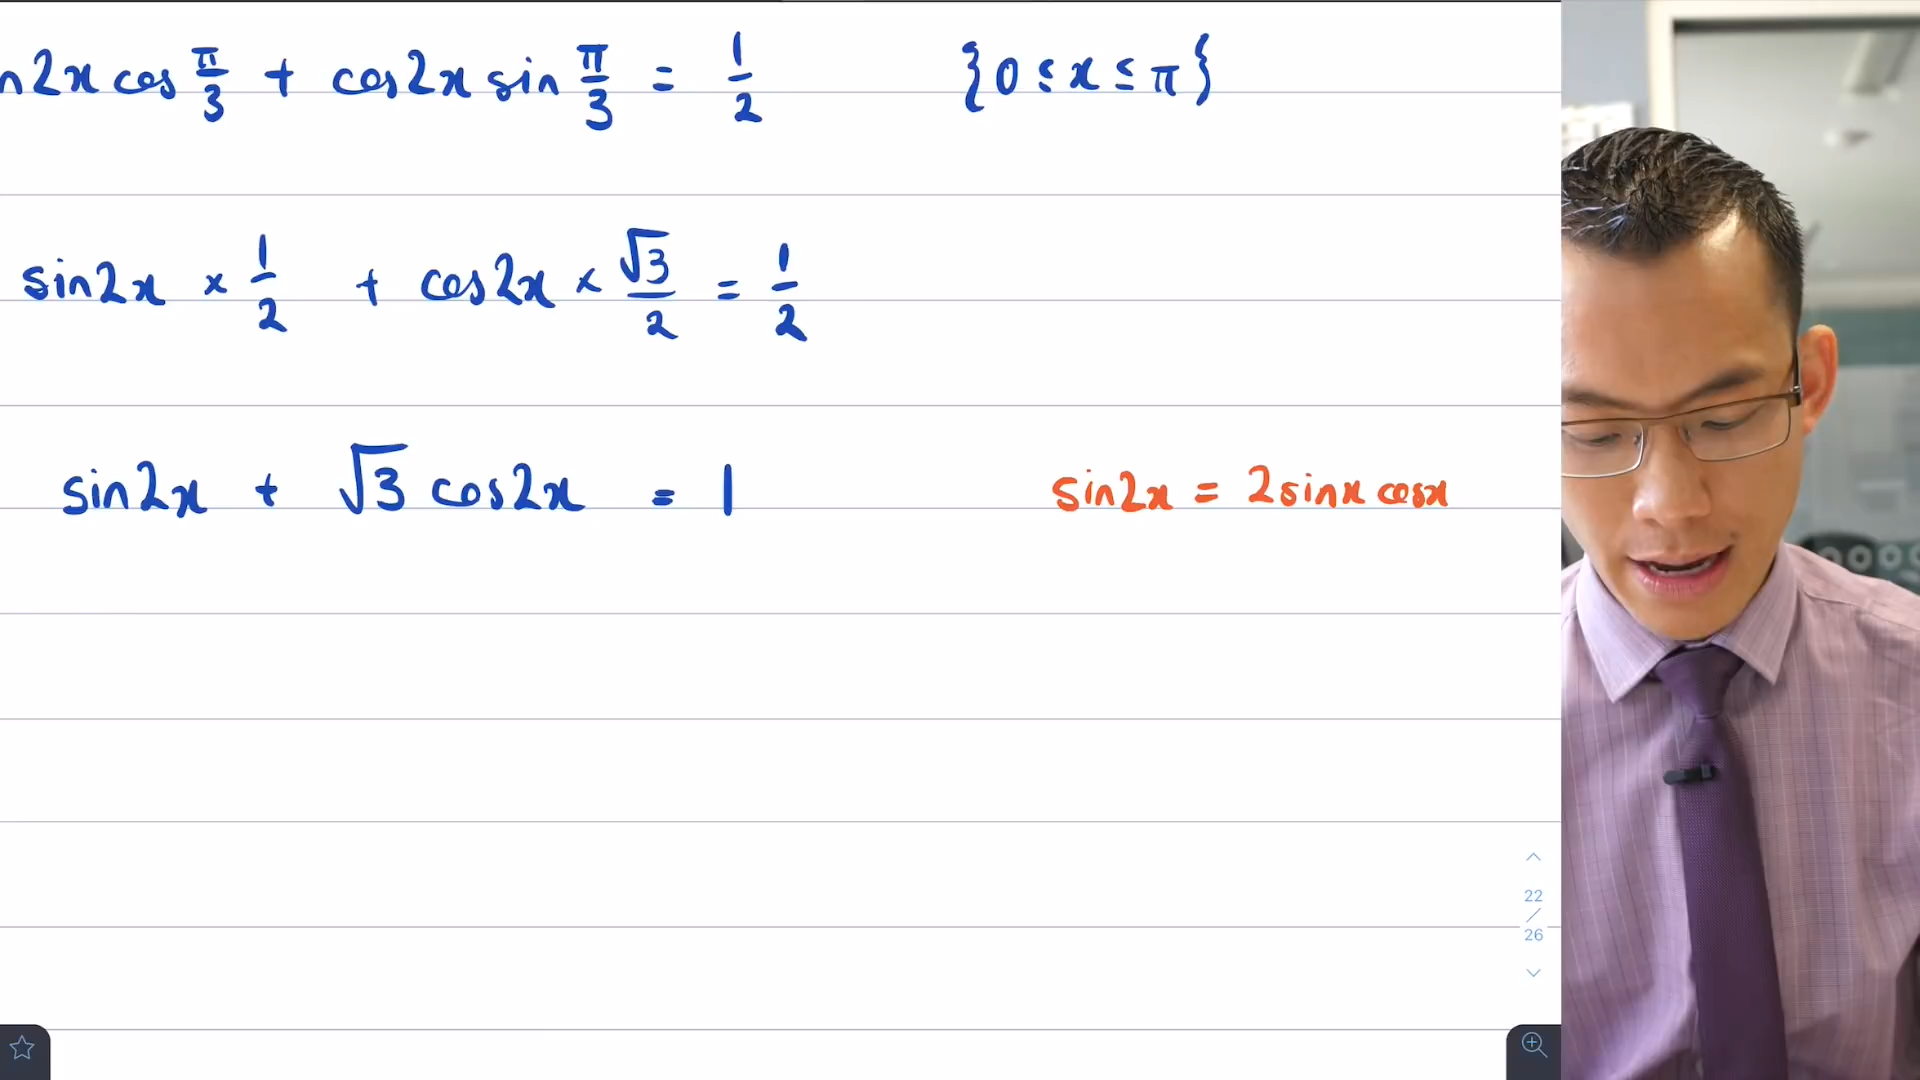 n2x cos π/3 + cos2x sin π/3 = 1/2 {0 ≤ x ≤ π}
sin2x × 1/2 + cos2x × √3/2 = 1/2
sin2x + √3 cos2x = 1 sin2x = 2sinx cosx
22
/
26